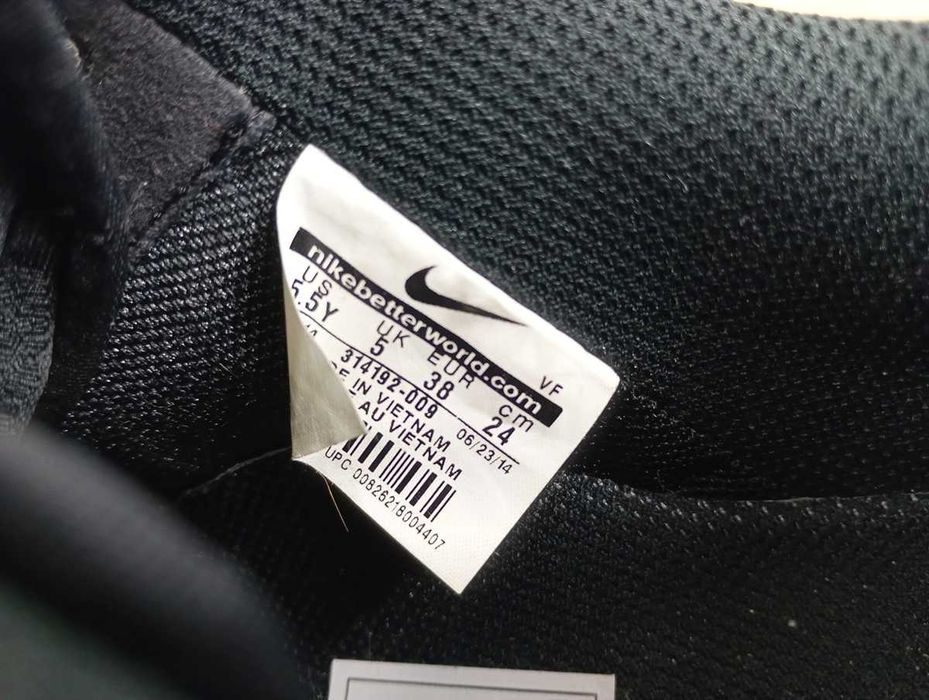 VF
nikebetterworld.com
US UK EUR cm
5.5Y 5 38 24
314192-009 06/23/14
IN VIETNAM
AU VIETNAM
UPC 00826218004407